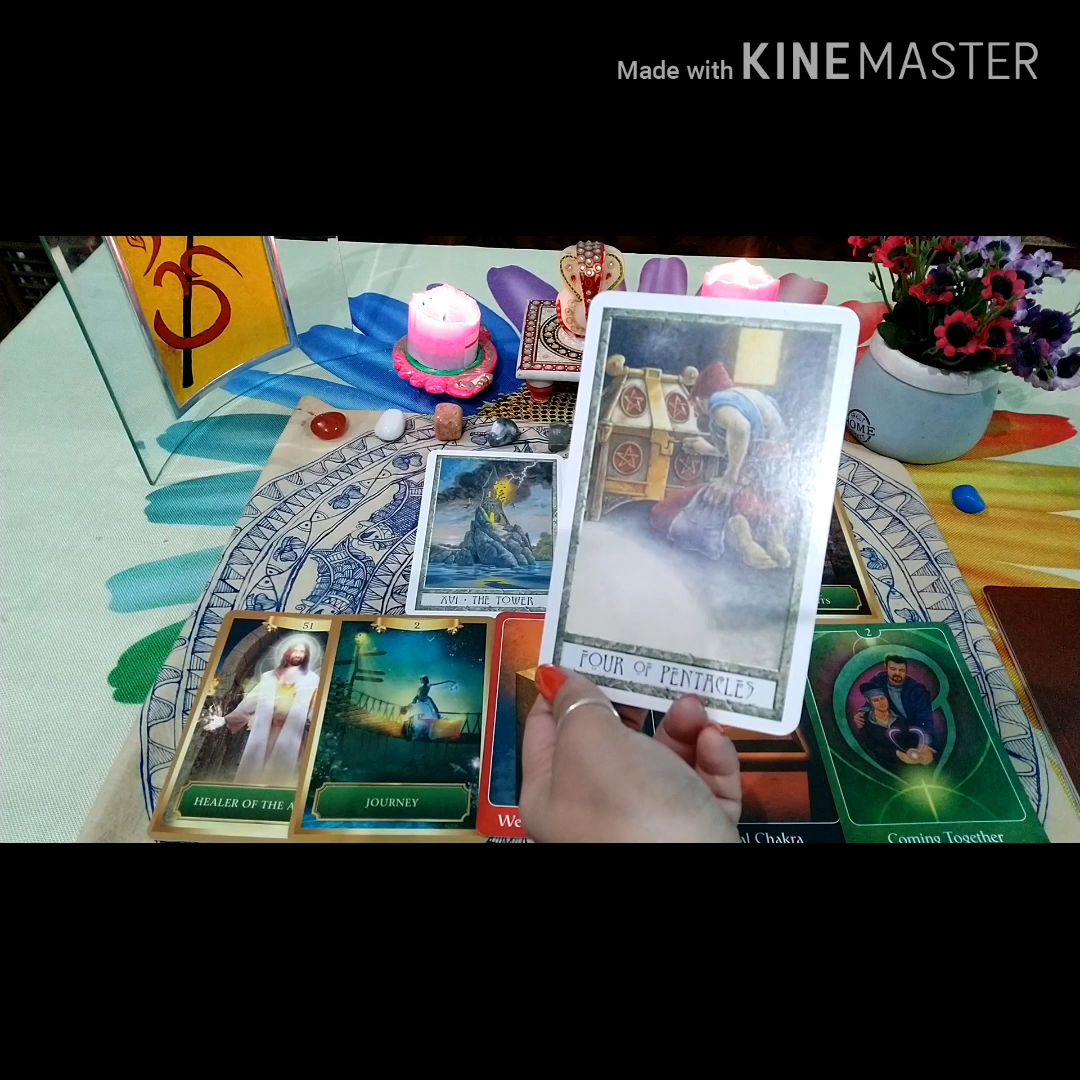 Made with KINEMASTER
HOME
XVI · THE TOWER
FOUR OF PENTACLES
51
HEALER OF THE
2
JOURNEY
We
Chakra
2
Coming Together